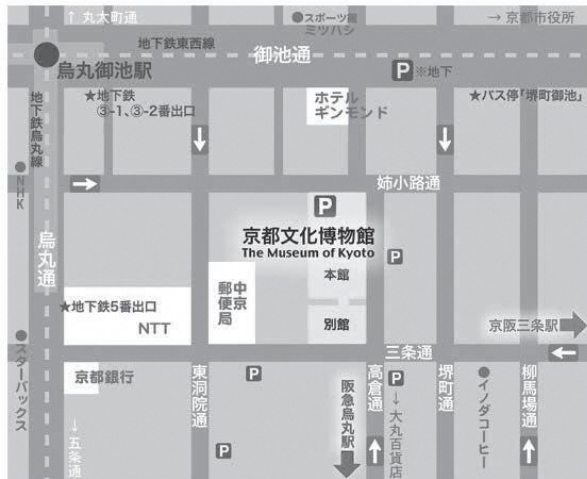 ↑ 丸太町通
●スポーツ館
ミツハシ
→ 京都市役所
地下鉄東西線
御池通
烏丸御池駅
P ※地下
★地下鉄
③-1、③-2番出口
ホテル
ギンモンド
★バス停「堺町御池」
地下鉄烏丸線
●NHK
姉小路通
P
烏丸通
京都文化博物館
The Museum of Kyoto
P
本館
中京
郵便局
★地下鉄5番出口
NTT
別館
京阪三条駅
三条通
●スターバックス
京都銀行
東洞院通
P
阪急烏丸駅
高倉通
P
→大丸百貨店
堺町通
●イノダコーヒー
柳馬場通
→五条通
P